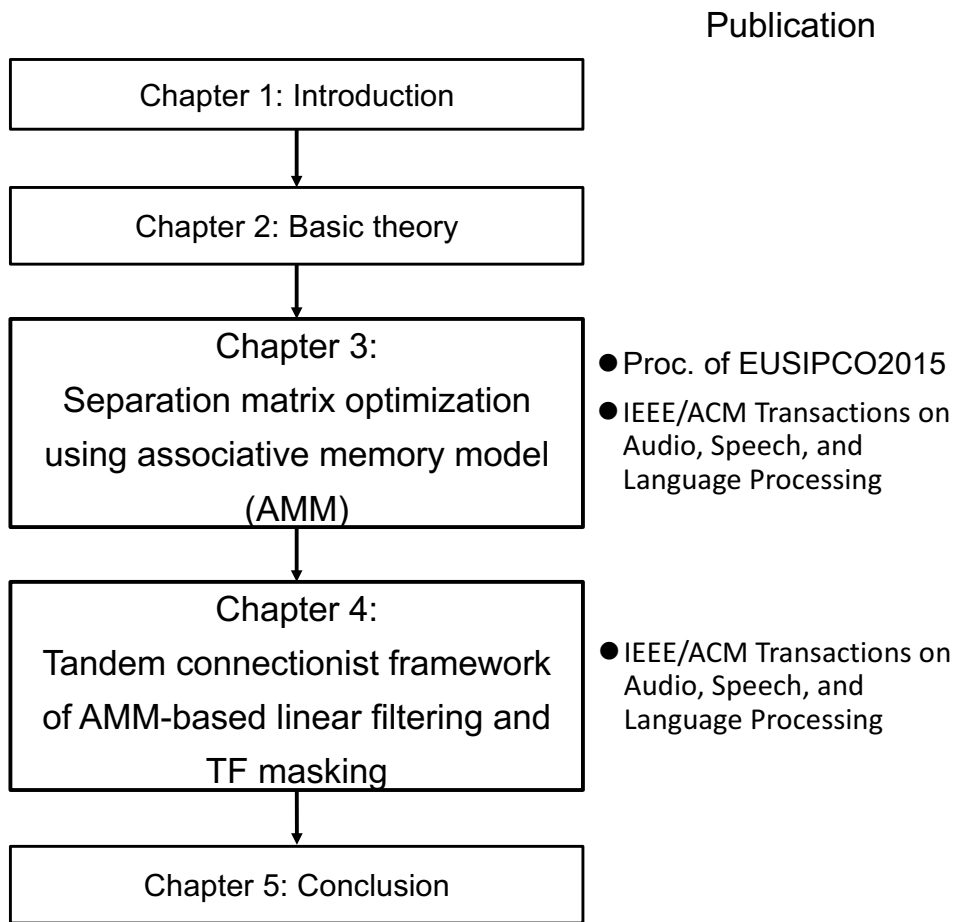 Publication
Chapter 1: Introduction
Chapter 2: Basic theory
Chapter 3:
Separation matrix optimization
using associative memory model
(AMM)
● Proc. of EUSIPCO2015
● IEEE/ACM Transactions on
Audio, Speech, and
Language Processing
Chapter 4:
Tandem connectionist framework
of AMM-based linear filtering and
TF masking
● IEEE/ACM Transactions on
Audio, Speech, and
Language Processing
Chapter 5: Conclusion